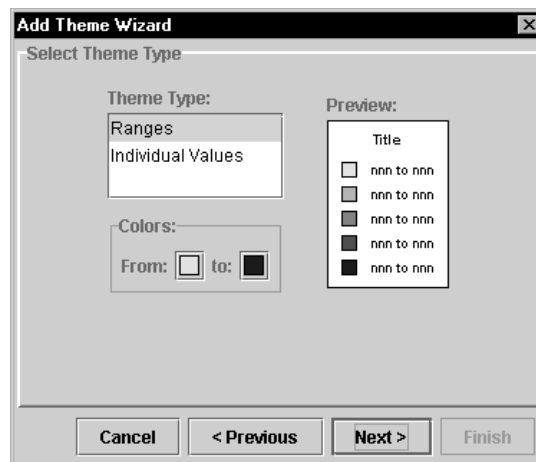 Add Theme Wizard
Select Theme Type
Theme Type:
Ranges
Individual Values
Colors:
From: to:
Preview:
Title
nnn to nnn
nnn to nnn
nnn to nnn
nnn to nnn
nnn to nnn
Cancel < Previous Next > Finish